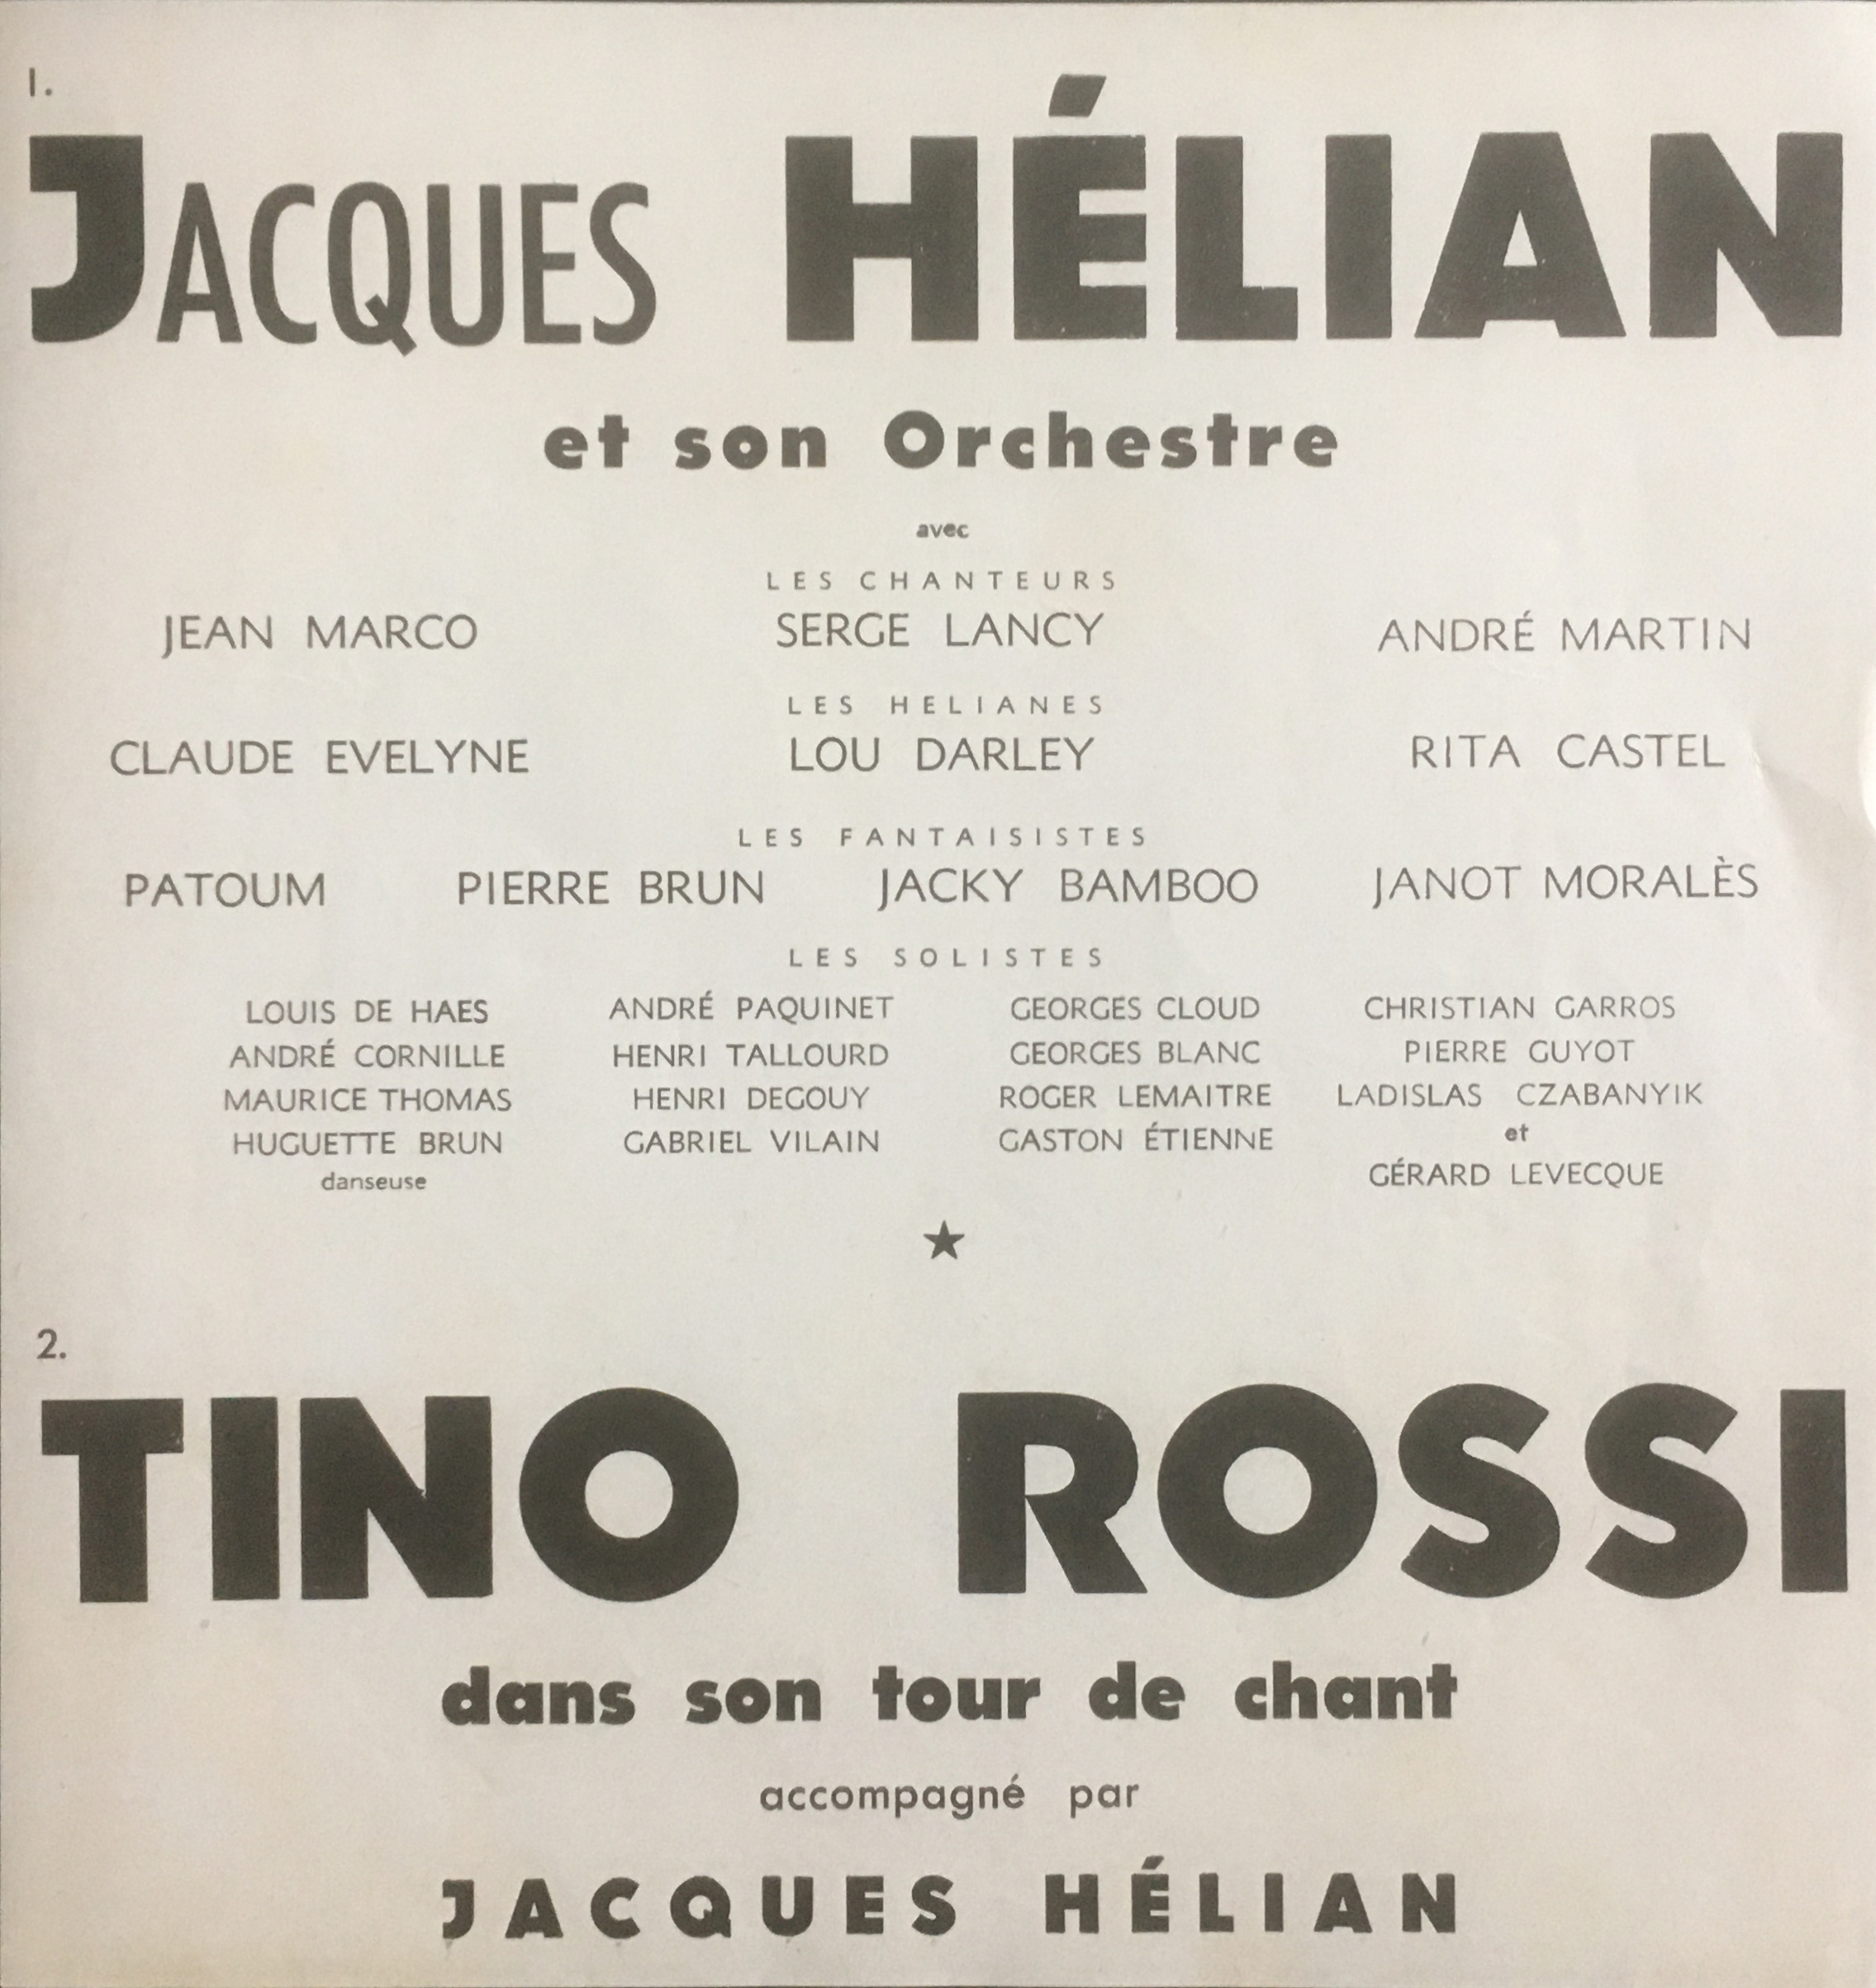 1.
JACQUES HÉLIAN
et son Orchestre
avec
LES CHANTEURS
JEAN MARCO SERGE LANCY ANDRÉ MARTIN
LES HELIANES
CLAUDE EVELYNE LOU DARLEY RITA CASTEL
LES FANTAISISTES
PATOUM PIERRE BRUN JACKY BAMBOO JANOT MORALÈS
LES SOLISTES
LOUIS DE HAES ANDRÉ PAQUINET GEORGES CLOUD CHRISTIAN GARROS
ANDRÉ CORNILLE HENRI TALLOURD GEORGES BLANC PIERRE GUYOT
MAURICE THOMAS HENRI DEGOUY ROGER LEMAITRE LADISLAS CZABANYIK
HUGUETTE BRUN GABRIEL VILAIN GASTON ÉTIENNE et
danseuse GÉRARD LEVECQUE
2.
TINO ROSSI
dans son tour de chant
accompagné par
JACQUES HÉLIAN